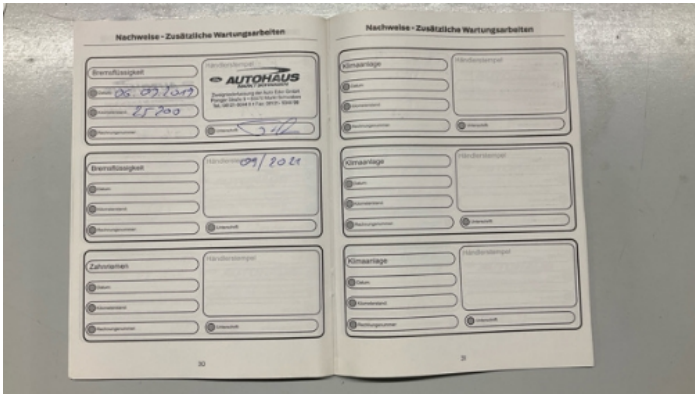 Nachweise - Zusätzliche Wartungsarbeiten
Bremsflüssigkeit
Händlerstempel
AUTOHAUS
Datum 06.09.2019
Kilometerstand 25 700
Rechnungsnummer
Unterschrift
Bremsflüssigkeit
Händlerstempel 09/2021
Datum
Kilometerstand
Rechnungsnummer
Unterschrift
Zahnriemen
Händlerstempel
Datum
Kilometerstand
Rechnungsnummer
Unterschrift
30
Nachweise - Zusätzliche Wartungsarbeiten
Klimaanlage
Händlerstempel
Datum
Kilometerstand
Rechnungsnummer
Unterschrift
Klimaanlage
Händlerstempel
Datum
Kilometerstand
Rechnungsnummer
Unterschrift
Klimaanlage
Händlerstempel
Datum
Kilometerstand
Rechnungsnummer
Unterschrift
31